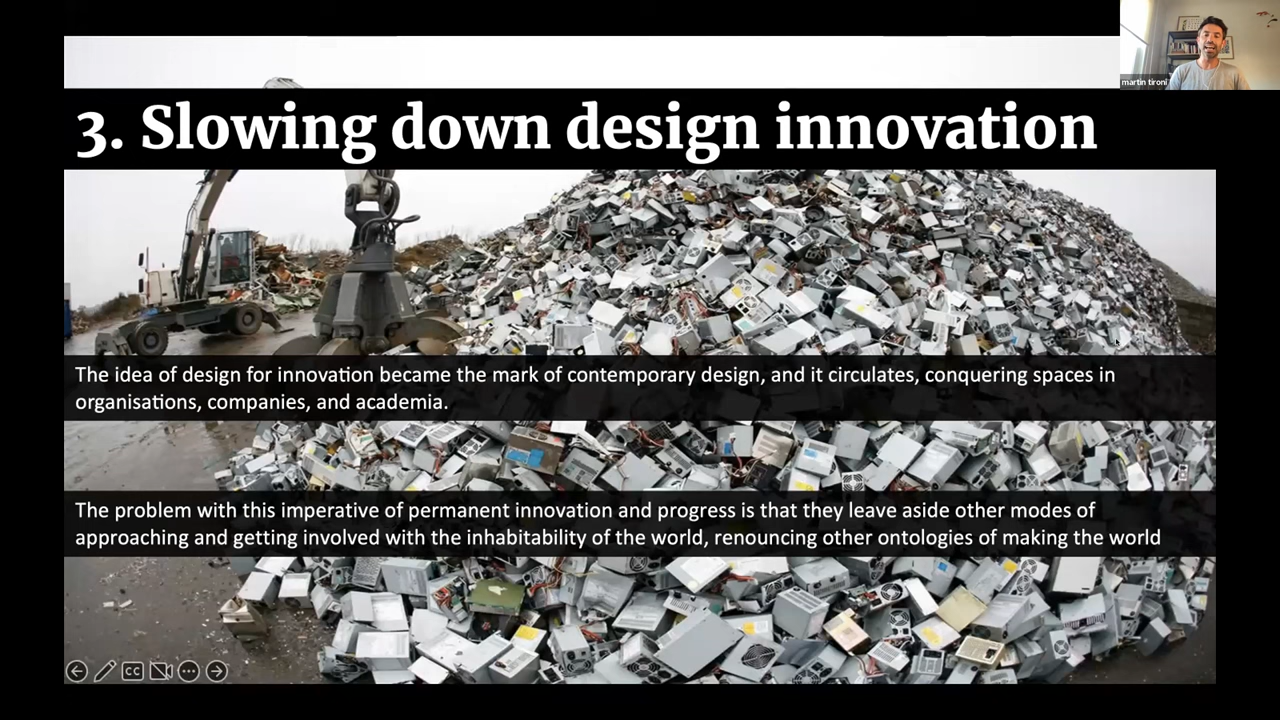 martin tironi
3. Slowing down design innovation
The idea of design for innovation became the mark of contemporary design, and it circulates, conquering spaces in
organisations, companies, and academia.
The problem with this imperative of permanent innovation and progress is that they leave aside other modes of
approaching and getting involved with the inhabitability of the world, renouncing other ontologies of making the world
CC